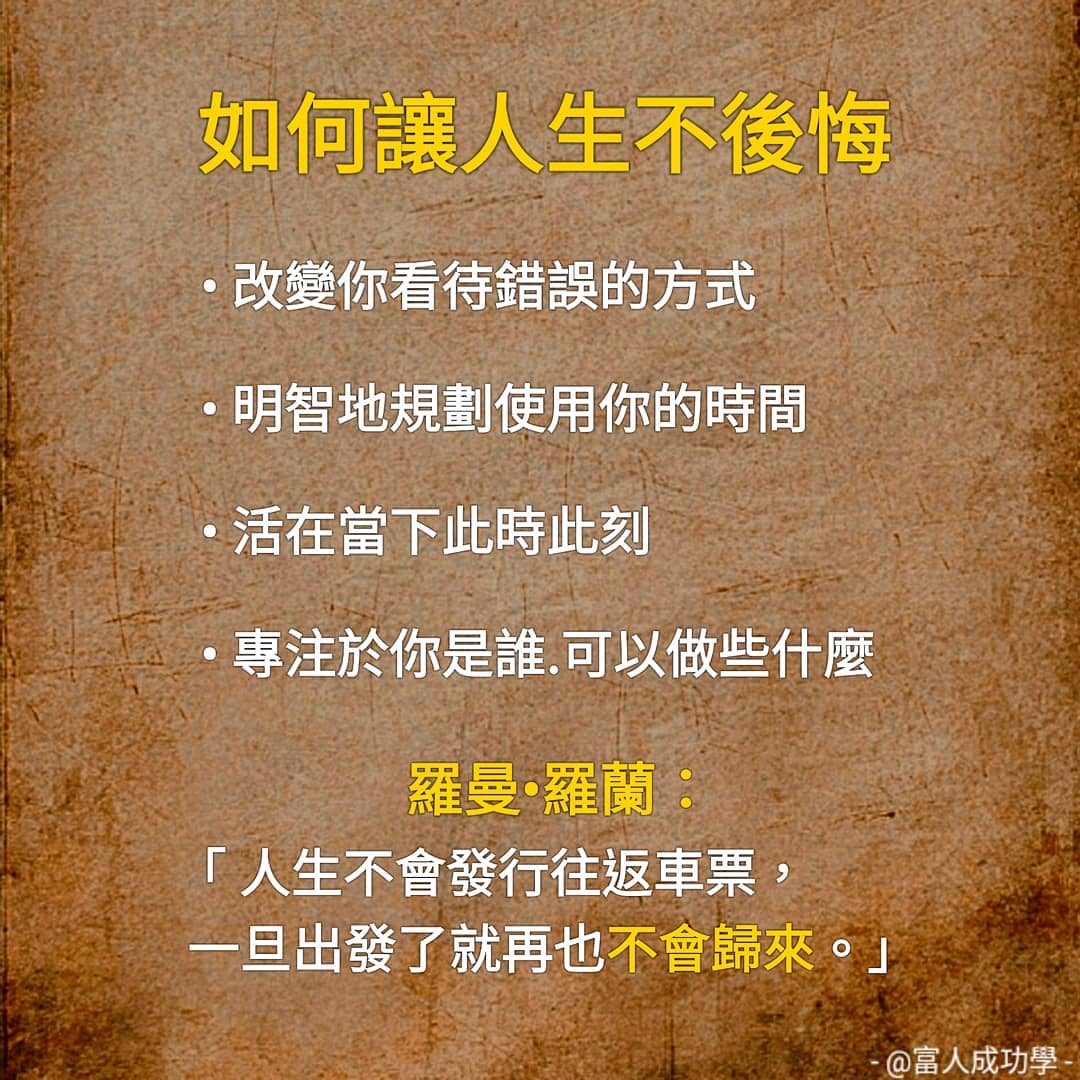 如何讓人生不後悔
• 改變你看待錯誤的方式
• 明智地規劃使用你的時間
• 活在當下此時此刻
• 專注於你是誰.可以做些什麼
羅曼•羅蘭：
「人生不會發行往返車票，
一旦出發了就再也不會歸來。」
- @富人成功學 -